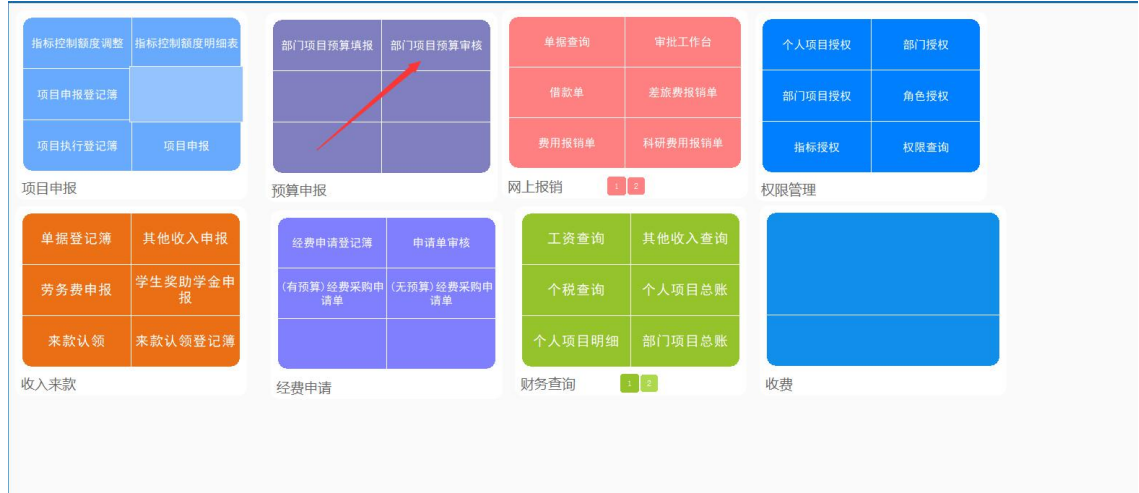 指标控制额度调整 指标控制额度明细表
项目申报登记簿
项目执行登记簿 项目申报
项目申报
部门项目预算填报 部门项目预算审核
预算申报
单据查询 审批工作台
借款单 差旅费报销单
费用报销单 科研费用报销单
网上报销 1 2
个人项目授权 部门授权
部门项目授权 角色授权
指标授权 权限查询
权限管理
单据登记簿 其他收入申报
劳务费申报 学生奖助学金申
报
来款认领 来款认领登记簿
收入来款
经费申请登记簿 申请单审核
(有预算)经费采购申 (无预算)经费采购申
请单 请单
经费申请
工资查询 其他收入查询
个税查询 个人项目总账
个人项目明细 部门项目总账
财务查询 1 2
收费